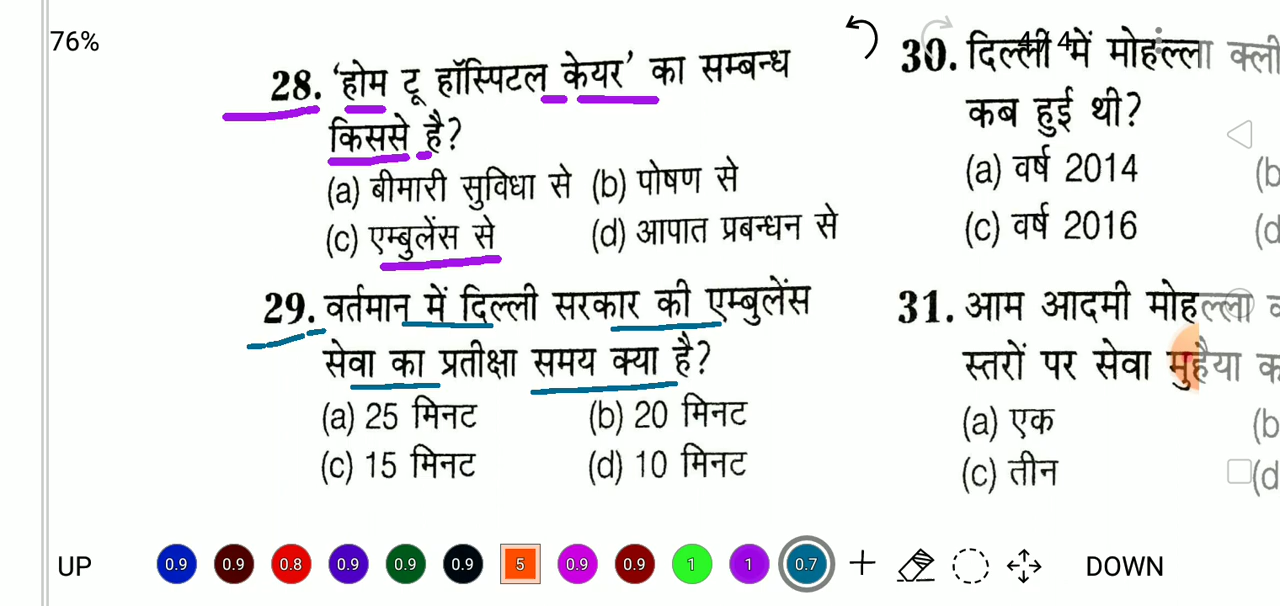 76%
28. 'होम टू हॉस्पिटल केयर' का सम्बन्ध
किससे है?
(a) बीमारी सुविधा से (b) पोषण से
(c) एम्बुलेंस से (d) आपात प्रबन्धन से
29. वर्तमान में दिल्ली सरकार की एम्बुलेंस
सेवा का प्रतीक्षा समय क्या है?
(a) 25 मिनट (b) 20 मिनट
(c) 15 मिनट (d) 10 मिनट
30. दिल्ली में मोहल्ला क्ली
कब हुई थी?
(a) वर्ष 2014 (b
(c) वर्ष 2016 (d
31. आम आदमी मोहल्ला
स्तरों पर सेवा मुहैया क
(a) एक (b
(c) तीन (d
UP 0.9 0.9 0.8 0.9 0.9 0.9 5 0.9 0.9 1 1 0.7 + DOWN